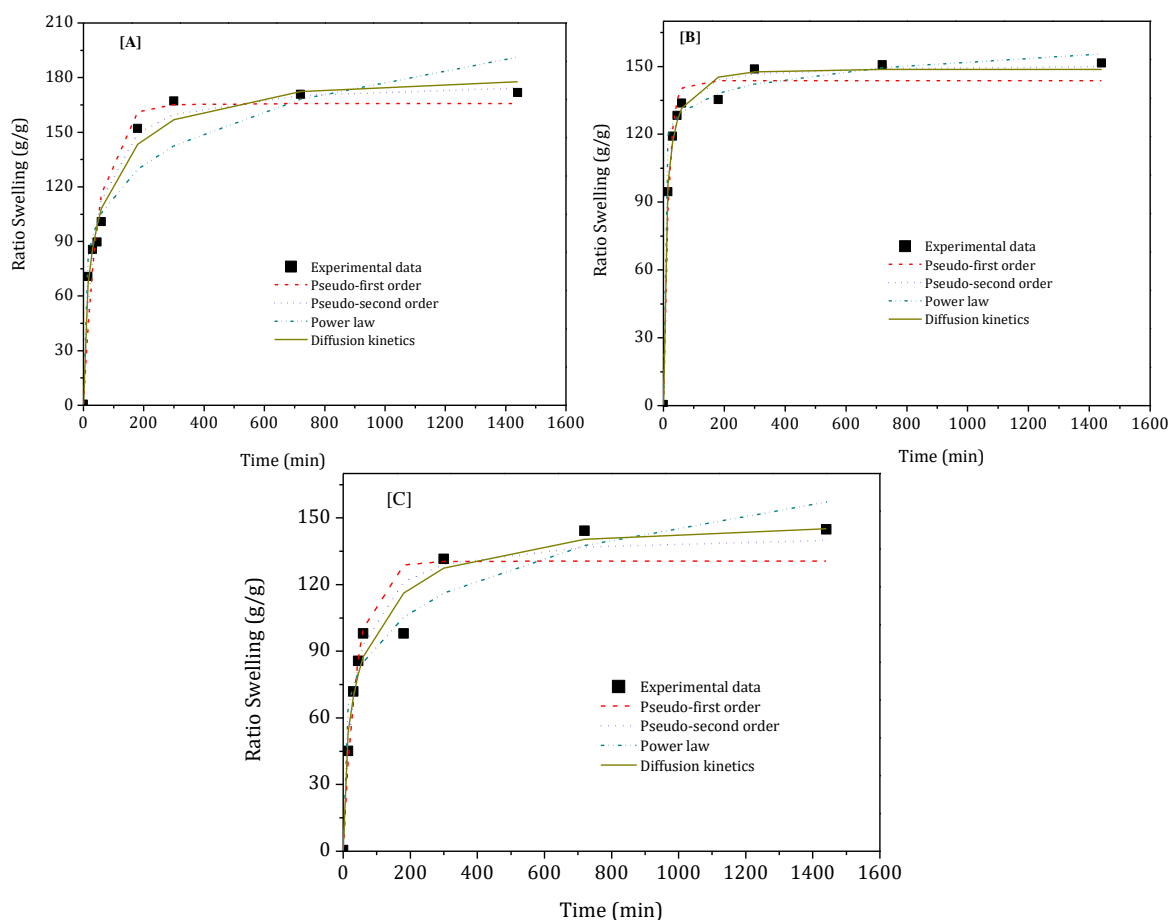 [A]
Ratio Swelling (g/g)
210
180
150
120
90
60
30
0
Experimental data
Pseudo-first order
Pseudo-second order
Power law
Diffusion kinetics
0 200 400 600 800 1000 1200 1400 1600
Time (min)
[B]
Ratio Swelling (g/g)
150
120
90
60
30
0
Experimental data
Pseudo-first order
Pseudo-second order
Power law
Diffusion kinetics
0 200 400 600 800 1000 1200 1400 1600
Time (min)
[C]
Ratio Swelling (g/g)
150
120
90
60
30
0
Experimental data
Pseudo-first order
Pseudo-second order
Power law
Diffusion kinetics
0 200 400 600 800 1000 1200 1400 1600
Time (min)